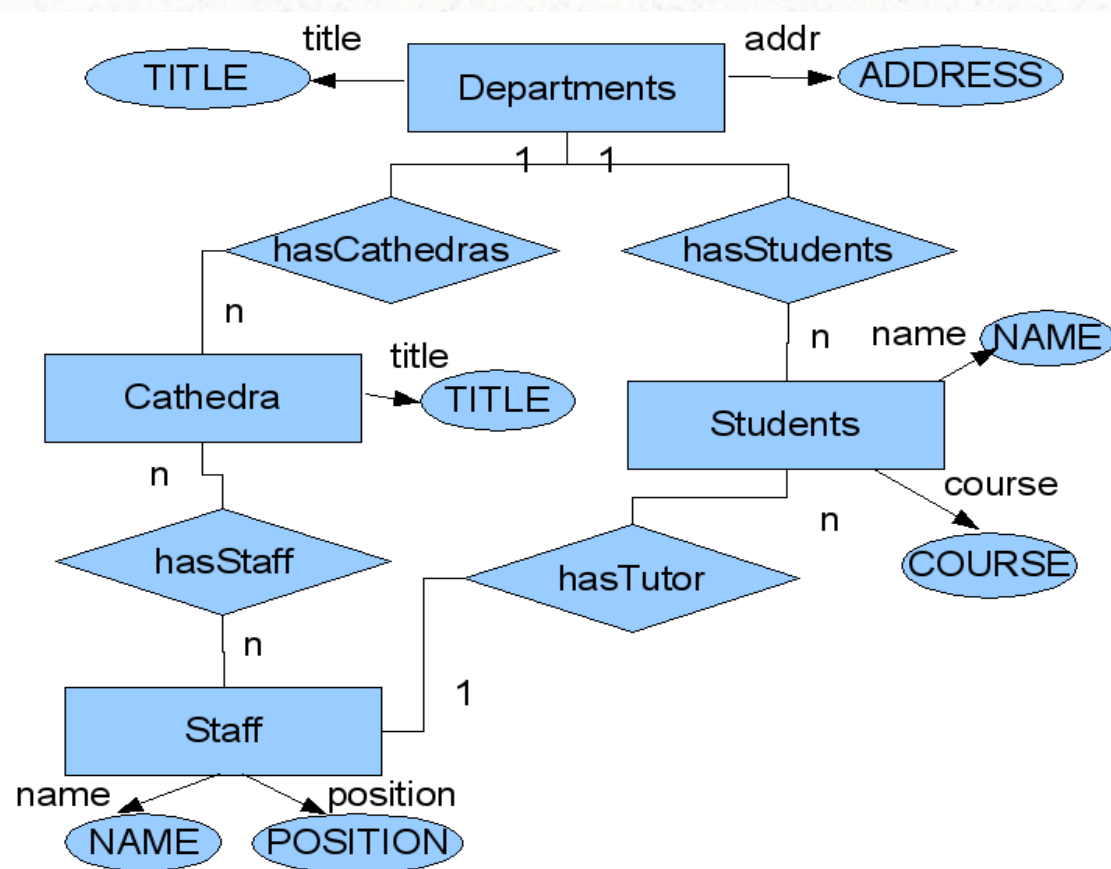 title
addr
TITLE
Departments
ADDRESS
1
1
hasCathedras
hasStudents
n
n
name
NAME
title
Cathedra
TITLE
Students
n
course
n
hasStaff
hasTutor
COURSE
n
1
Staff
name
position
NAME
POSITION